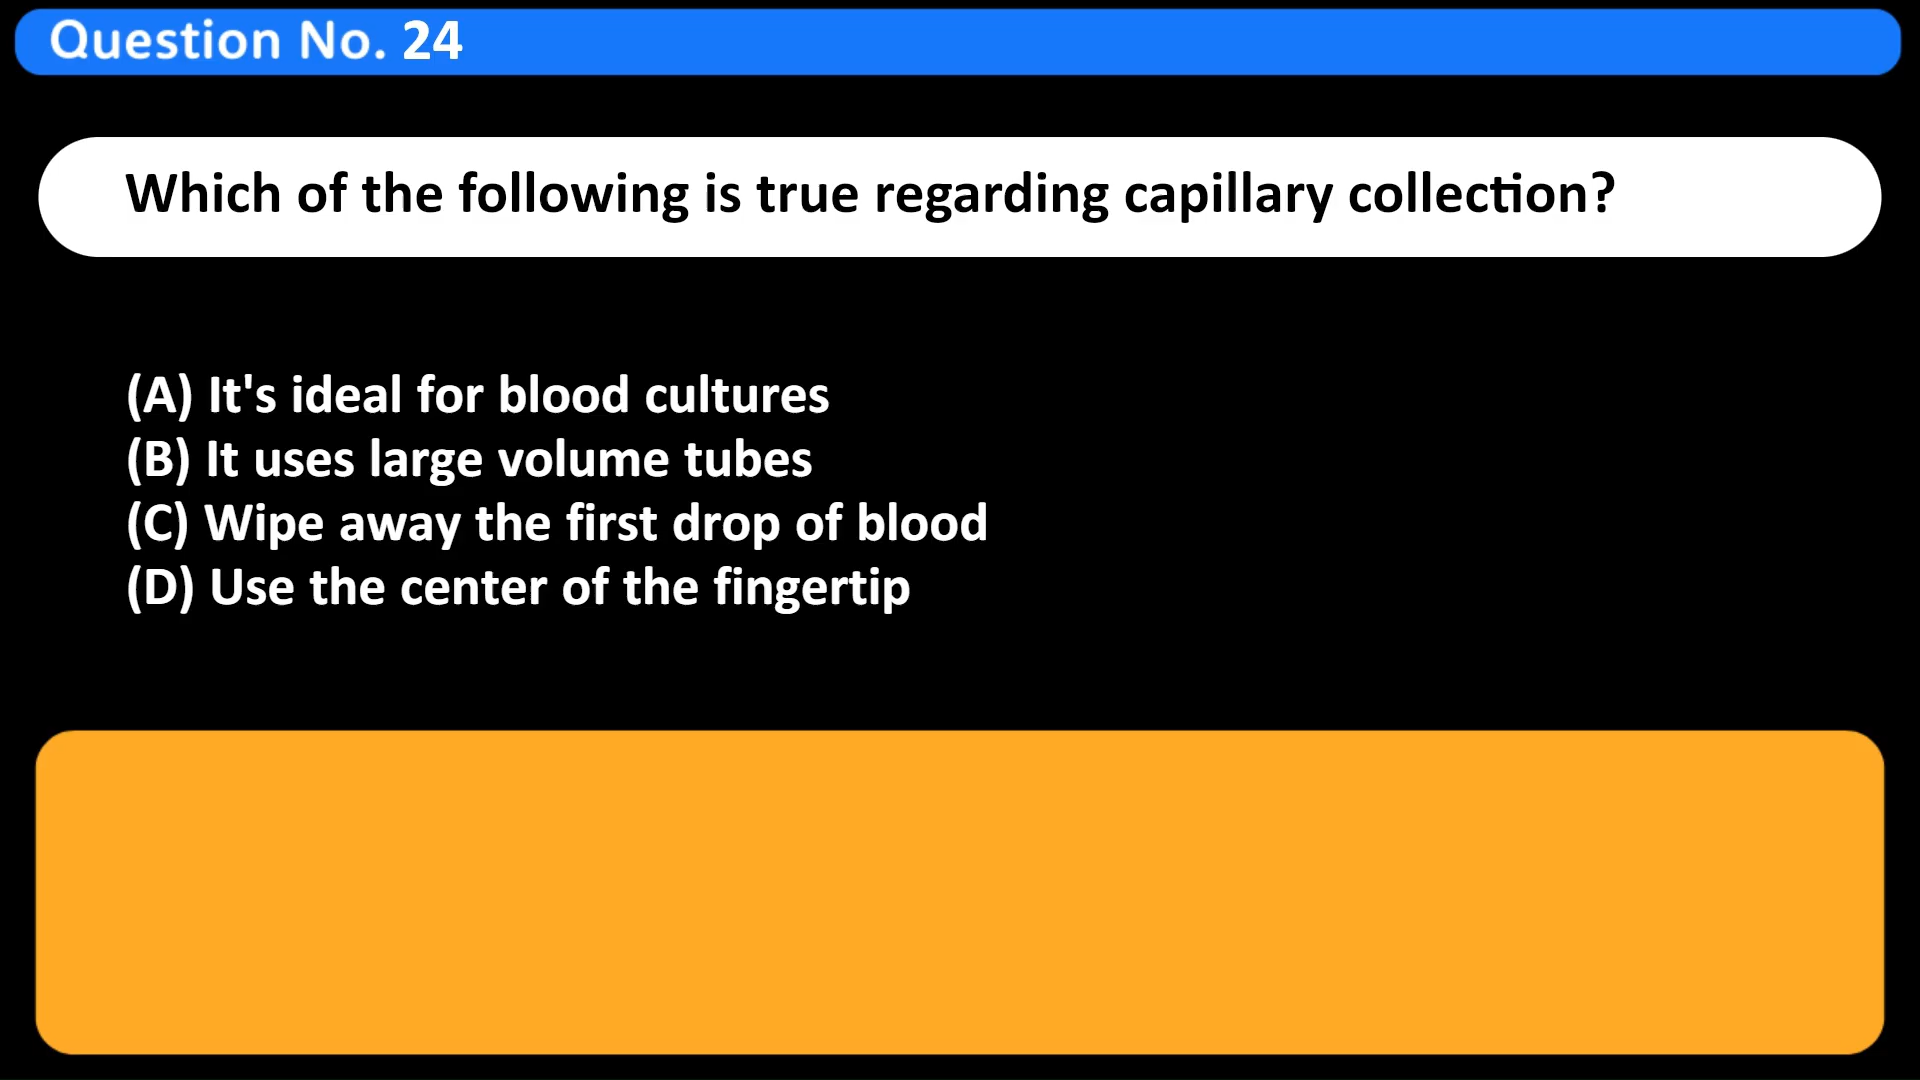 Question No. 24
Which of the following is true regarding capillary collection?
(A) It's ideal for blood cultures
(B) It uses large volume tubes
(C) Wipe away the first drop of blood
(D) Use the center of the fingertip